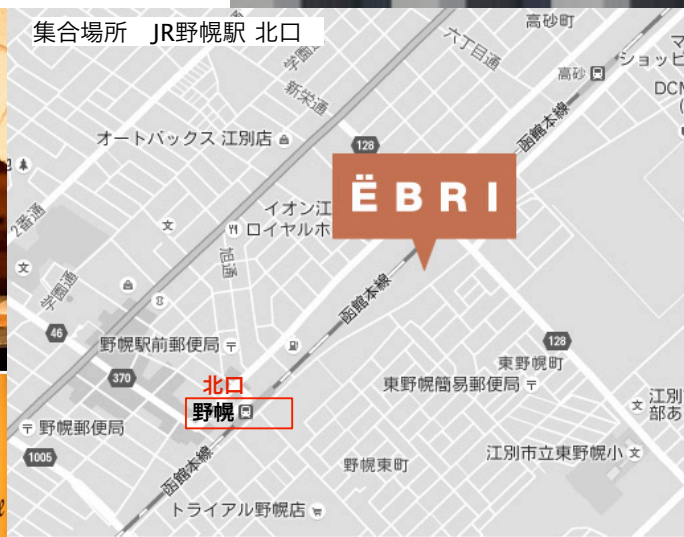 集合場所 JR野幌駅 北口
高砂町
六丁目通
学園通
新栄通
高砂
ショッピ
DCM
函館本線
オートバックス 江別店
128
ËBRI
イオン江
ロイヤルホ
2番通
旭通
学園通
函館本線
46
野幌駅前郵便局
128
東野幌町
370
北口
東野幌簡易郵便局
野幌
江別
部あ
野幌郵便局
1005
野幌東町
江別市立東野幌小
函館本線
トライアル野幌店